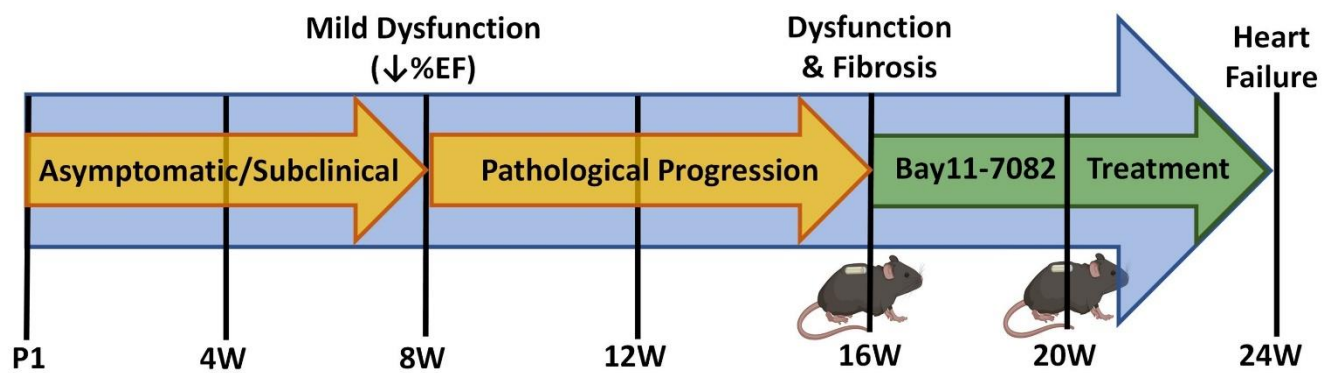 Mild Dysfunction
(↓%EF)
Dysfunction
& Fibrosis
Heart
Failure
Asymptomatic/Subclinical
Pathological Progression
Bay11-7082
Treatment
P1
4W
8W
12W
16W
20W
24W